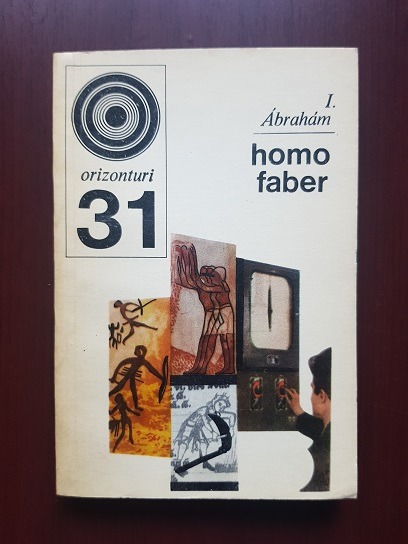 orizonturi
31
I.
Ábrahám
homo
faber